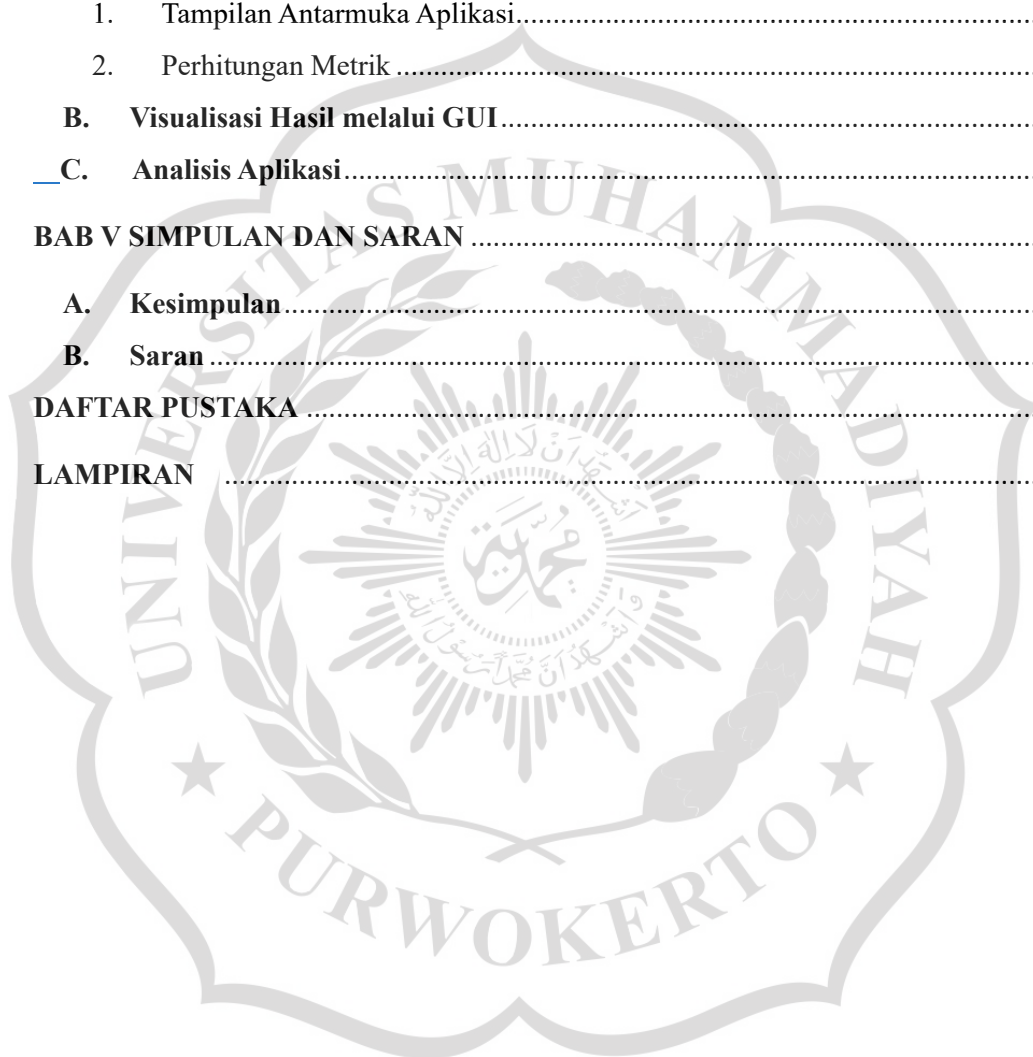 1. Tampilan Antarmuka Aplikasi....................................................................................
2. Perhitungan Metrik....................................................................................
B. Visualisasi Hasil melalui GUI....................................................................................
C. Analisis Aplikasi....................................................................................
BAB V SIMPULAN DAN SARAN....................................................................................
A. Kesimpulan....................................................................................
B. Saran....................................................................................
DAFTAR PUSTAKA....................................................................................
LAMPIRAN....................................................................................
UNIVERSITAS MUHAMMADIYAH
PURWOKERTO